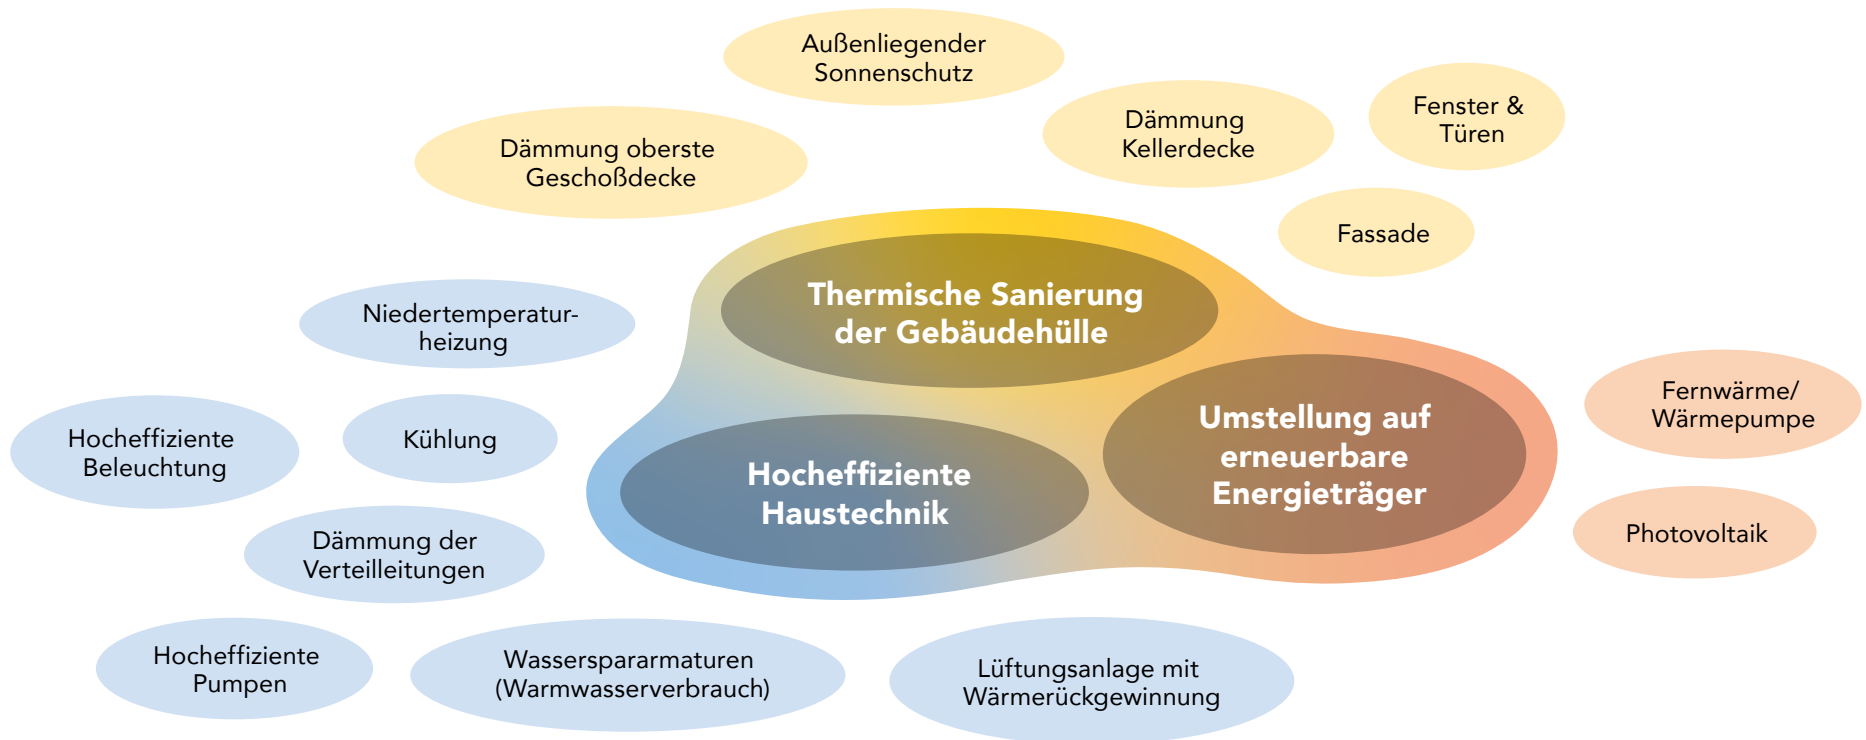 Außenliegender
Sonnenschutz
Dämmung oberste
Geschoßdecke
Dämmung
Kellerdecke
Fenster &
Türen
Fassade
Thermische Sanierung
der Gebäudehülle
Niedertemperatur-
heizung
Hocheffiziente
Beleuchtung
Kühlung
Hocheffiziente
Haustechnik
Umstellung auf
erneuerbare
Energieträger
Fernwärme/
Wärmepumpe
Photovoltaik
Dämmung der
Verteilleitungen
Hocheffiziente
Pumpen
Wasserspararmaturen
(Warmwasserverbrauch)
Lüftungsanlage mit
Wärmerückgewinnung